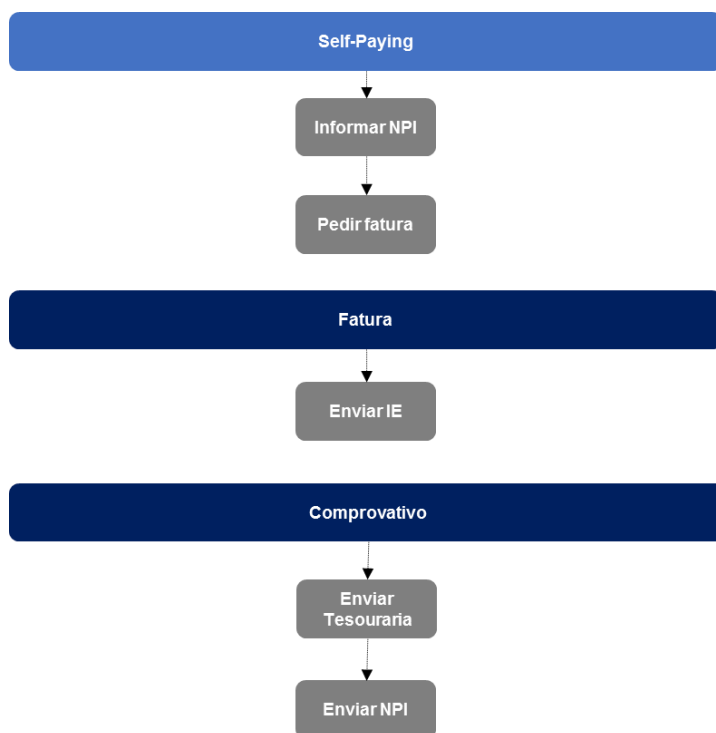 Self-Paying
Informar NPI
Pedir fatura
Fatura
Enviar IE
Comprovativo
Enviar
Tesouraria
Enviar NPI